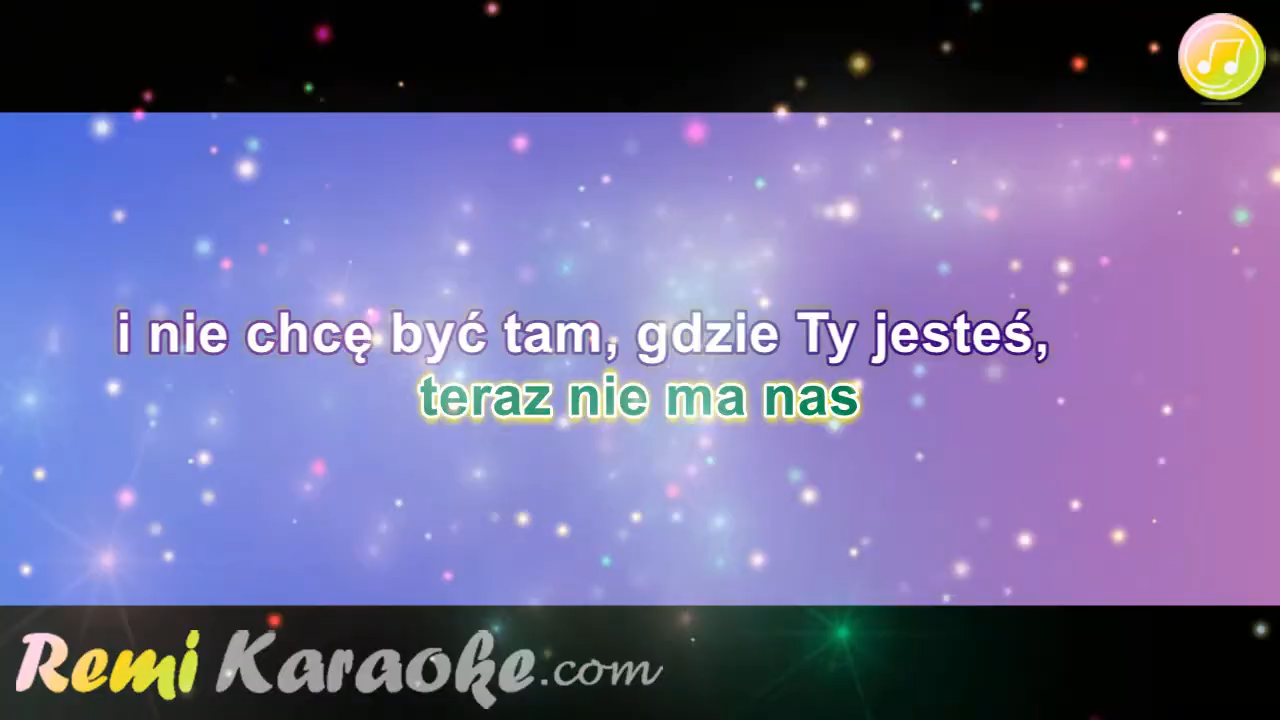 i nie chcę być tam, gdzie Ty jesteś,
teraz nie ma nas
Remi Karaoke.com